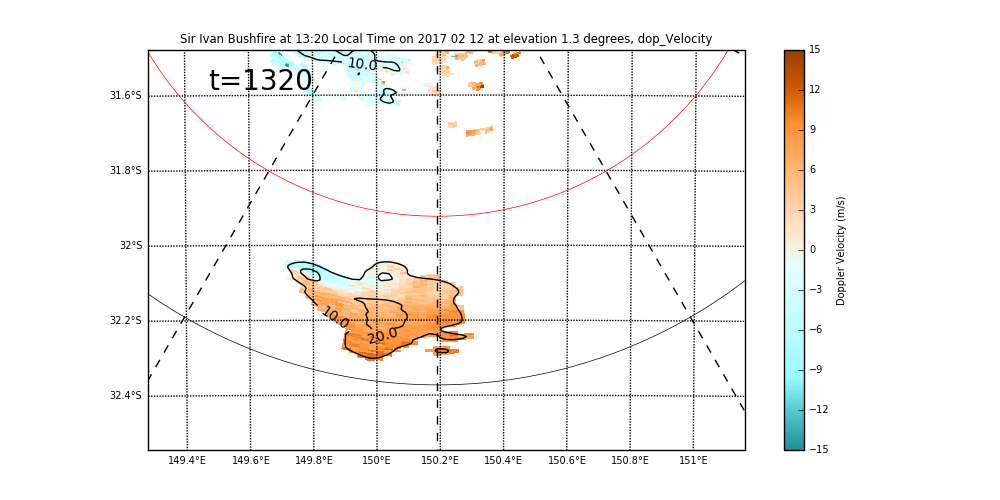 Sir Ivan Bushfire at 13:20 Local Time on 2017 02 12 at elevation 1.3 degrees, dop_Velocity
t=1320
10.0
10.0
20.0
31.6°S
31.8°S
32°S
32.2°S
32.4°S
149.4°E 149.6°E 149.8°E 150°E 150.2°E 150.4°E 150.6°E 150.8°E 151°E
15
12
9
6
3
0
−3
−6
−9
−12
−15
Doppler Velocity (m/s)